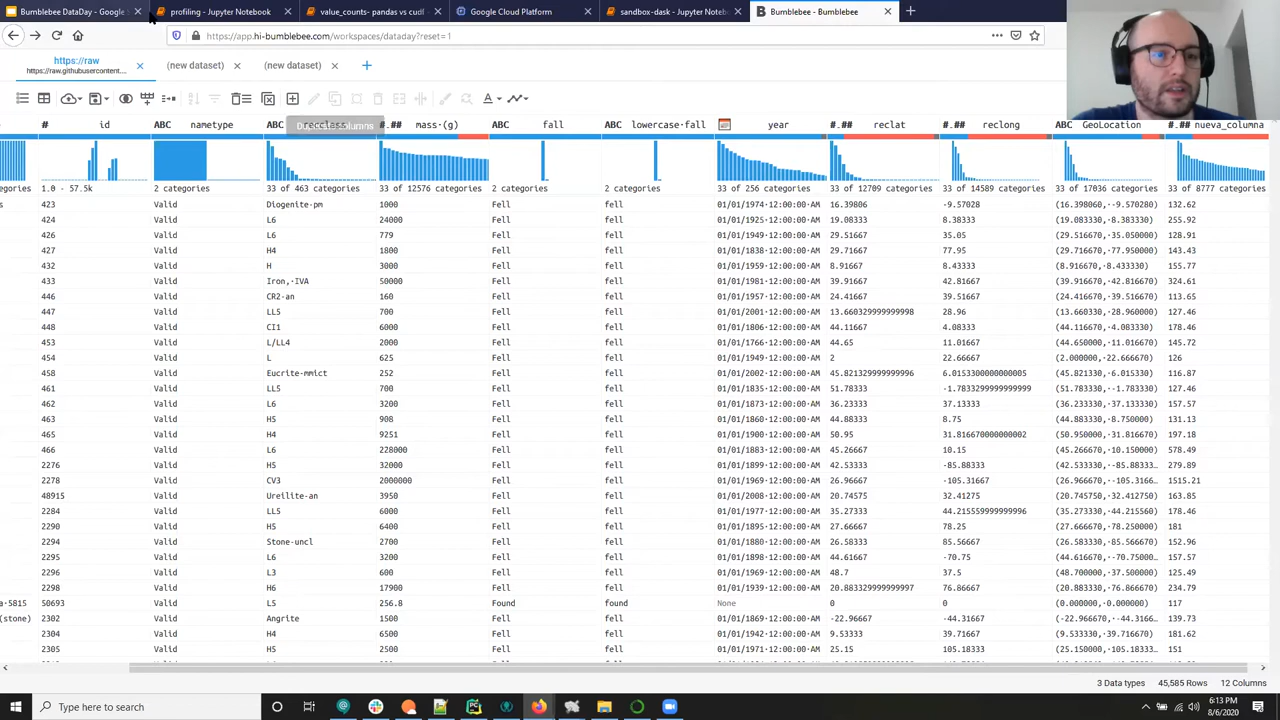 Bumblebee DataDay - Google profiling - Jupyter Notebook value_counts- pandas vs cudf Google Cloud Platform sandbox-dask - Jupyter Notebo Bumblebee - Bumblebee
https://app.hi-bumblebee.com/workspaces/dataday?reset=1
https://raw (new dataset) (new dataset)
https://raw.githubusercontent....
# id ABC nametype ABC recclass #.## mass·(g) ABC fall ABC lowercase·fall year #.## reclat #.## reclong ABC GeoLocation #.## nueva_columna
categories 1.0 - 57.5k 2 categories 33 of 463 categories 33 of 12576 categories 2 categories 2 categories 33 of 256 categories 33 of 12709 categories 33 of 14589 categories 33 of 17036 categories 33 of 8777 categories
423 Valid Diogenite-pm 1000 Fell fell 01/01/1974·12:00:00·AM 16.39806 -9.57028 (16.398060,·-9.570280) 132.62
424 Valid L6 24000 Fell fell 01/01/1925·12:00:00·AM 19.08333 8.38333 (19.083330,·8.383330) 255.92
426 Valid L6 779 Fell fell 01/01/1949·12:00:00·AM 29.51667 35.05 (29.516670,·35.050000) 128.91
427 Valid H4 1800 Fell fell 01/01/1838·12:00:00·AM 29.71667 77.95 (29.716670,·77.950000) 143.43
432 Valid H 3000 Fell fell 01/01/1959·12:00:00·AM 8.91667 8.43333 (8.916670,·8.433330) 155.77
433 Valid Iron,·IVA 50000 Fell fell 01/01/1981·12:00:00·AM 39.91667 42.81667 (39.916670,·42.816670) 324.61
446 Valid CR2-an 160 Fell fell 01/01/1957·12:00:00·AM 24.41667 39.51667 (24.416670,·39.516670) 113.65
447 Valid LL5 700 Fell fell 01/01/2001·12:00:00·AM 13.660329999999998 28.96 (13.660330,·28.960000) 127.46
448 Valid CI1 6000 Fell fell 01/01/1806·12:00:00·AM 44.11667 4.08333 (44.116670,·4.083330) 178.46
453 Valid L/LL4 2000 Fell fell 01/01/1766·12:00:00·AM 44.65 11.01667 (44.650000,·11.016670) 145.72
454 Valid L 625 Fell fell 01/01/1949·12:00:00·AM 2 22.66667 (2.000000,·22.666670) 126
458 Valid Eucrite-mmict 252 Fell fell 01/01/2002·12:00:00·AM 45.821329999999996 6.0153300000000005 (45.821330,·6.015330) 116.87
461 Valid LL5 700 Fell fell 01/01/1835·12:00:00·AM 51.78333 -1.7833299999999999 (51.783330,·-1.783330) 127.46
462 Valid L6 3200 Fell fell 01/01/1873·12:00:00·AM 36.23333 37.13333 (36.233330,·37.133330) 157.57
463 Valid H5 908 Fell fell 01/01/1860·12:00:00·AM 44.88333 8.75 (44.883330,·8.750000) 131.13
465 Valid H4 9251 Fell fell 01/01/1900·12:00:00·AM 50.95 31.816670000000002 (50.950000,·31.816670) 197.18
466 Valid L6 228000 Fell fell 01/01/1883·12:00:00·AM 45.26667 10.15 (45.266670,·10.150000) 578.49
2276 Valid H5 32000 Fell fell 01/01/1899·12:00:00·AM 42.53333 -85.88333 (42.533330,·-85.88333… 279.89
2278 Valid CV3 2000000 Fell fell 01/01/1969·12:00:00·AM 26.96667 -105.31667 (26.966670,·-105.3166… 1515.21
48915 Valid Ureilite-an 3950 Fell fell 01/01/2008·12:00:00·AM 20.74575 32.41275 (20.745750,·32.412750) 163.85
2284 Valid LL5 6000 Fell fell 01/01/1977·12:00:00·AM 35.27333 44.215559999999996 (35.273330,·44.215560) 178.46
2290 Valid H5 6400 Fell fell 01/01/1895·12:00:00·AM 27.66667 78.25 (27.666670,·78.250000) 181
2294 Valid Stone-uncl 2700 Fell fell 01/01/1880·12:00:00·AM 26.58333 85.56667 (26.583330,·85.566670) 152.96
2295 Valid L6 3200 Fell fell 01/01/1898·12:00:00·AM 44.61667 -70.75 (44.616670,·-70.75000… 157.57
2296 Valid L3 600 Fell fell 01/01/1969·12:00:00·AM 48.7 37.5 (48.700000,·37.500000) 125.49
2298 Valid H6 17900 Fell fell 01/01/1939·12:00:00·AM 20.883329999999997 76.86667 (20.883330,·76.866670) 234.79
a·5815 50693 Valid L5 256.8 Found found None 0 0 (0.000000,·0.000000) 117
(stone) 2302 Valid Angrite 1500 Fell fell 01/01/1869·12:00:00·AM -22.96667 -44.31667 (-22.966670,·-44.3166… 139.73
2304 Valid H4 6500 Fell fell 01/01/1942·12:00:00·AM 9.53333 39.71667 (9.533330,·39.716670) 181.62
2305 Valid H5 2500 Fell fell 01/01/1971·12:00:00·AM 25.15 105.18333 (25.150000,·105.18333… 151
3 Data types 45,585 Rows 12 Columns
Type here to search 6:13 PM
8/6/2020